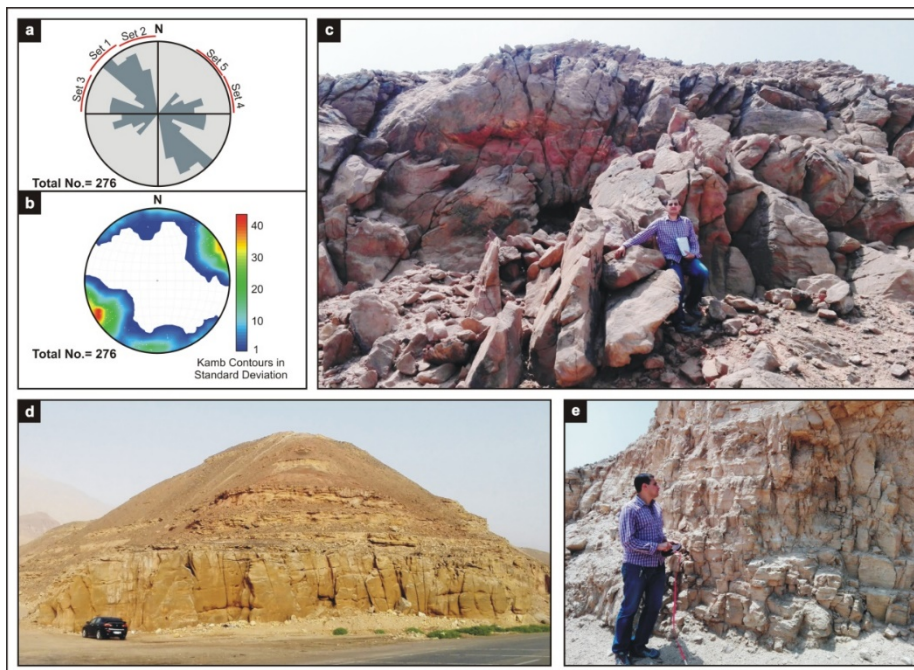 a
N
Set 1
Set 2
Set 3
Set 5
Set 4
Total No.= 276
b
N
40
30
20
10
1
Total No.= 276
Kamb Contours in
Standard Deviation
c
d
e